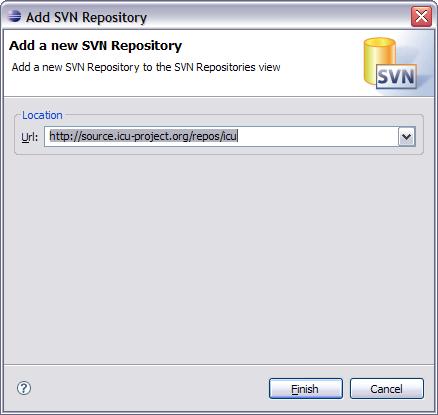 Add SVN Repository
Add a new SVN Repository
Add a new SVN Repository to the SVN Repositories view
SVN
Location
Url: http://source.icu-project.org/repos/icu
?
Finish Cancel